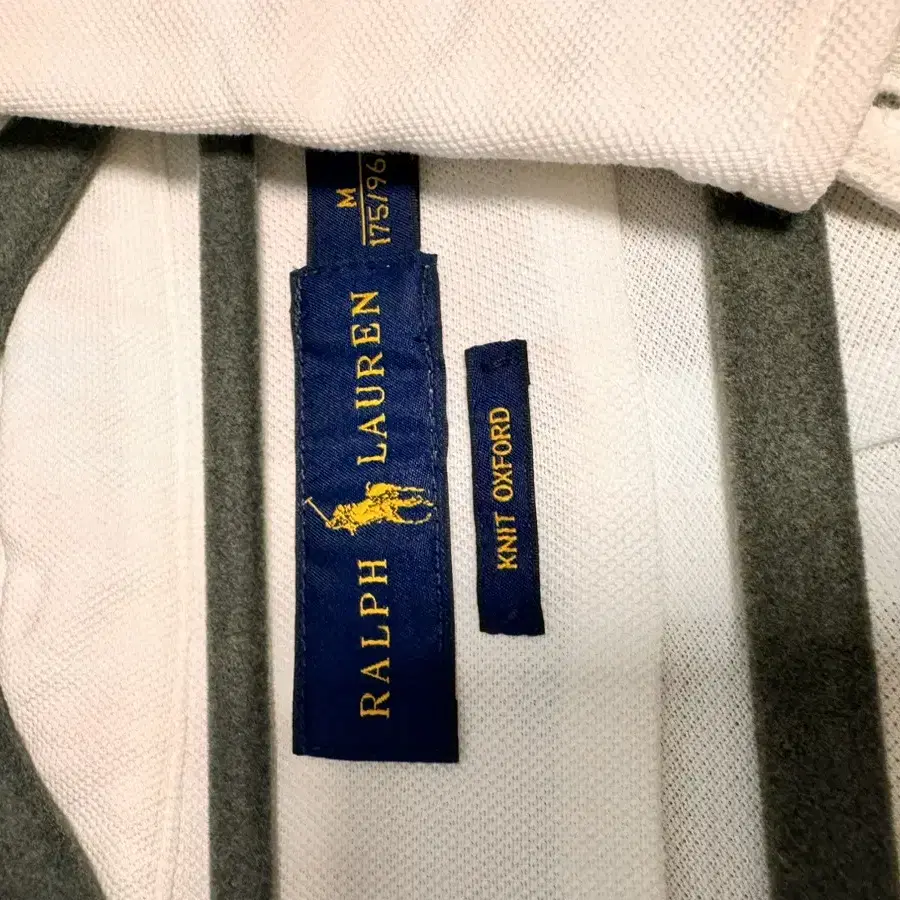 M
175/96
RALPH LAUREN
KNIT OXFORD